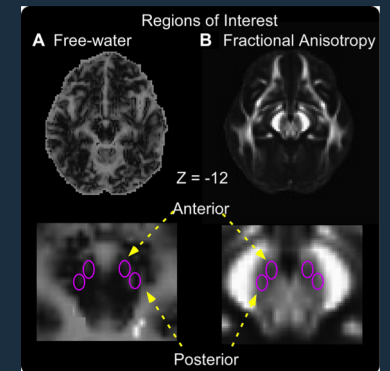 Regions of Interest
A Free-water
B Fractional Anisotropy
Z = -12
Anterior
Posterior